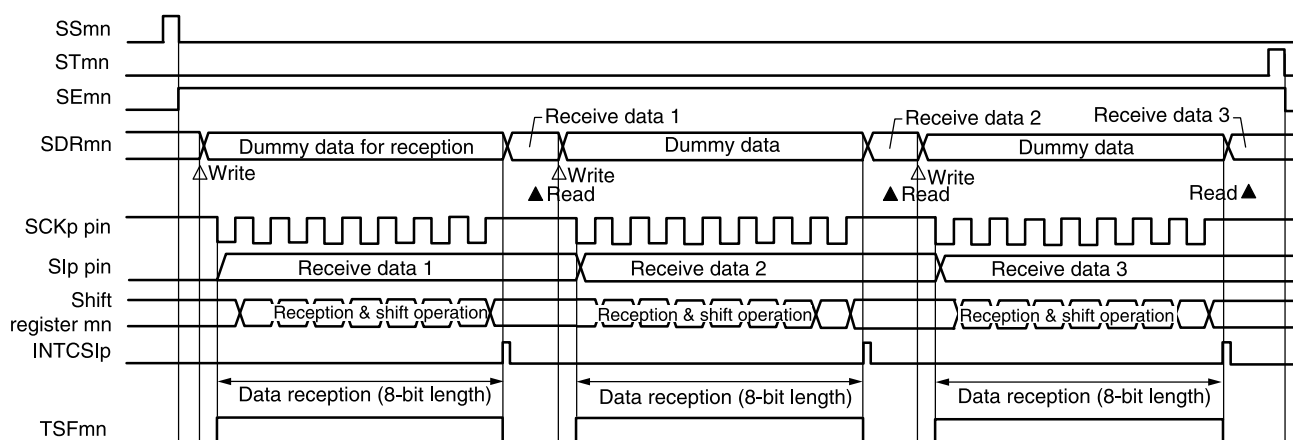 SSmn
STmn
SEmn
Receive data 1
Receive data 2
Receive data 3
SDRmn
Dummy data for reception
Dummy data
Dummy data
△Write
△Write
△Write
▲Read
▲Read
Read▲
SCKp pin
SIp pin
Receive data 1
Receive data 2
Receive data 3
Shift
register mn
Reception & shift operation
Reception & shift operation
Reception & shift operation
INTCSIp
Data reception (8-bit length)
Data reception (8-bit length)
Data reception (8-bit length)
TSFmn